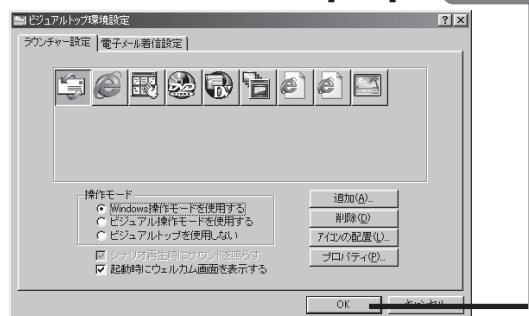 ビジュアルトップ環境設定
ラウンチャー設定 電子メール着信設定
操作モード
Windows操作モードを使用する
ビジュアル操作モードを使用する
ビジュアルトップを使用しない
シナリオ再生時にサウンドを鳴らす
起動時にウェルカム画面を表示する
追加(A)...
削除(D)
アイコンの配置(L)...
プロパティ(P)...
OK キャンセル